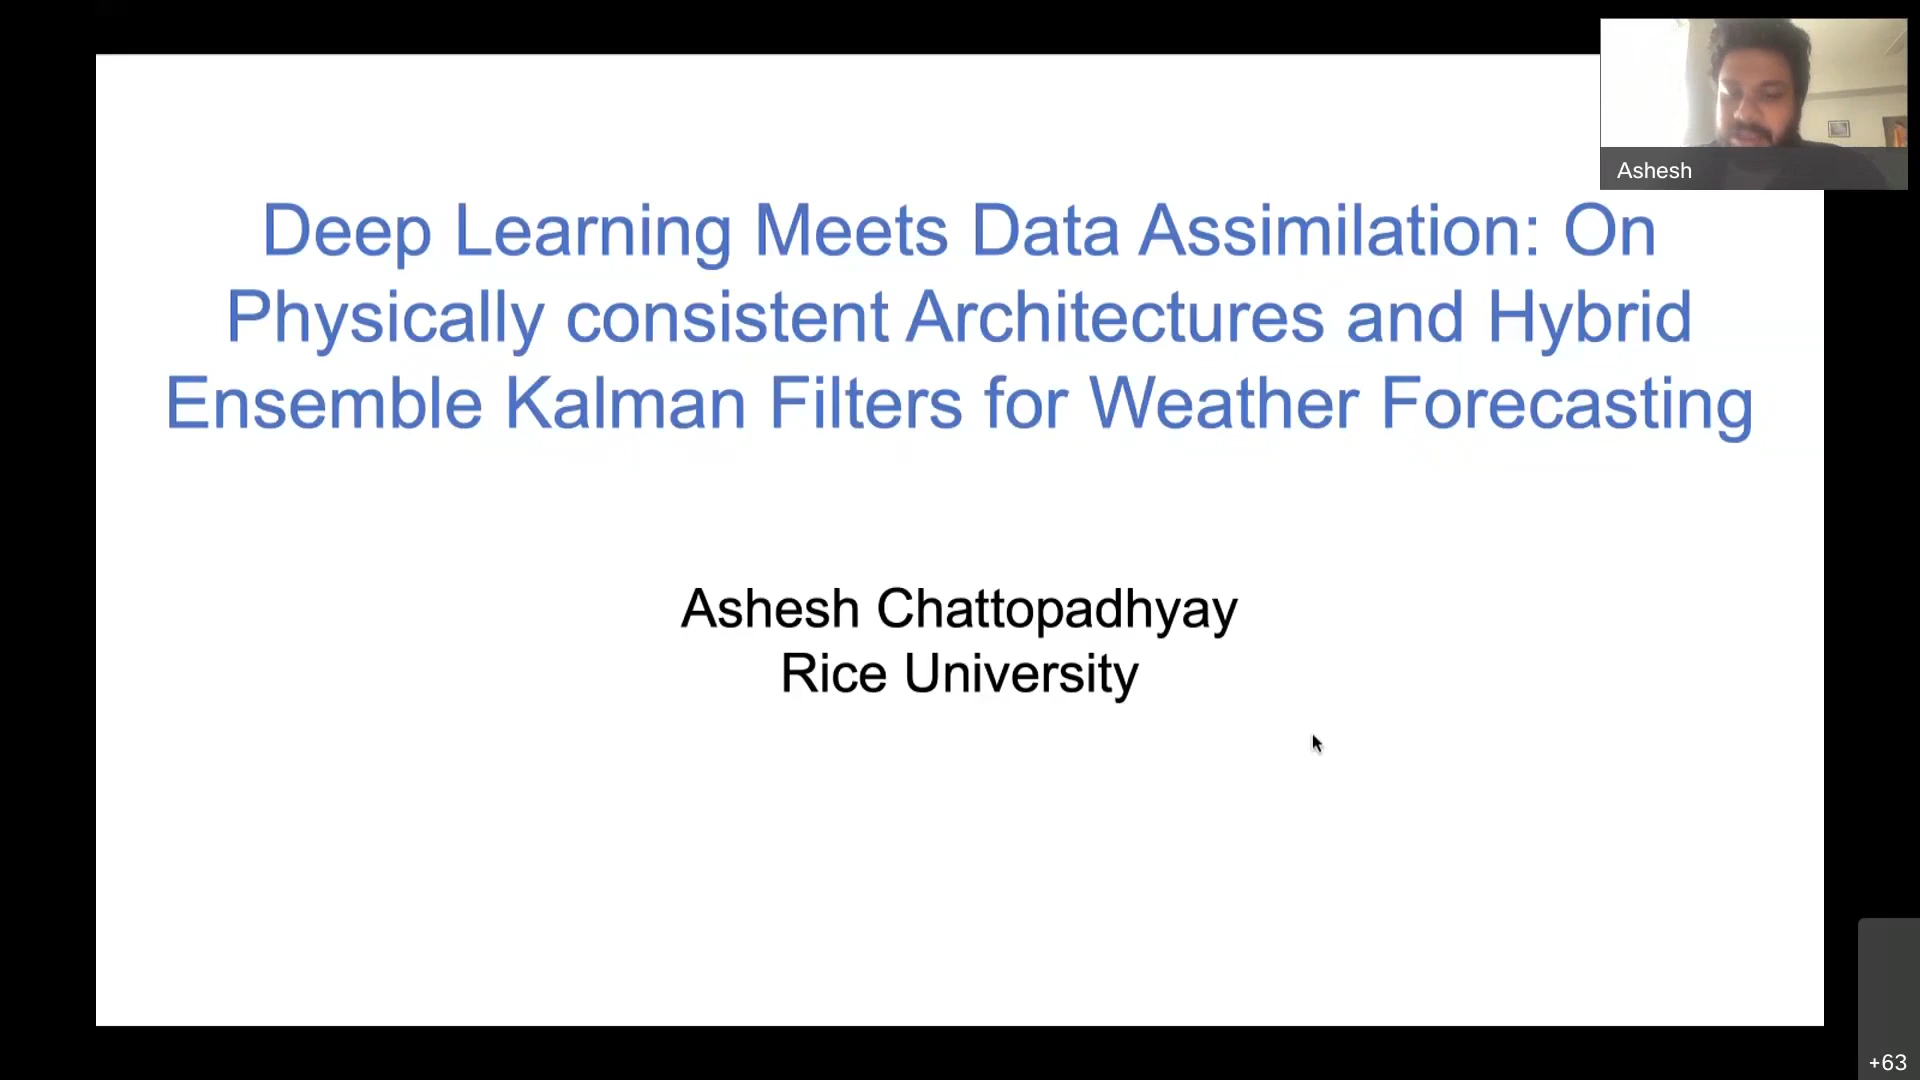 Ashesh
Deep Learning Meets Data Assimilation: On
Physically consistent Architectures and Hybrid
Ensemble Kalman Filters for Weather Forecasting
Ashesh Chattopadhyay
Rice University
+63